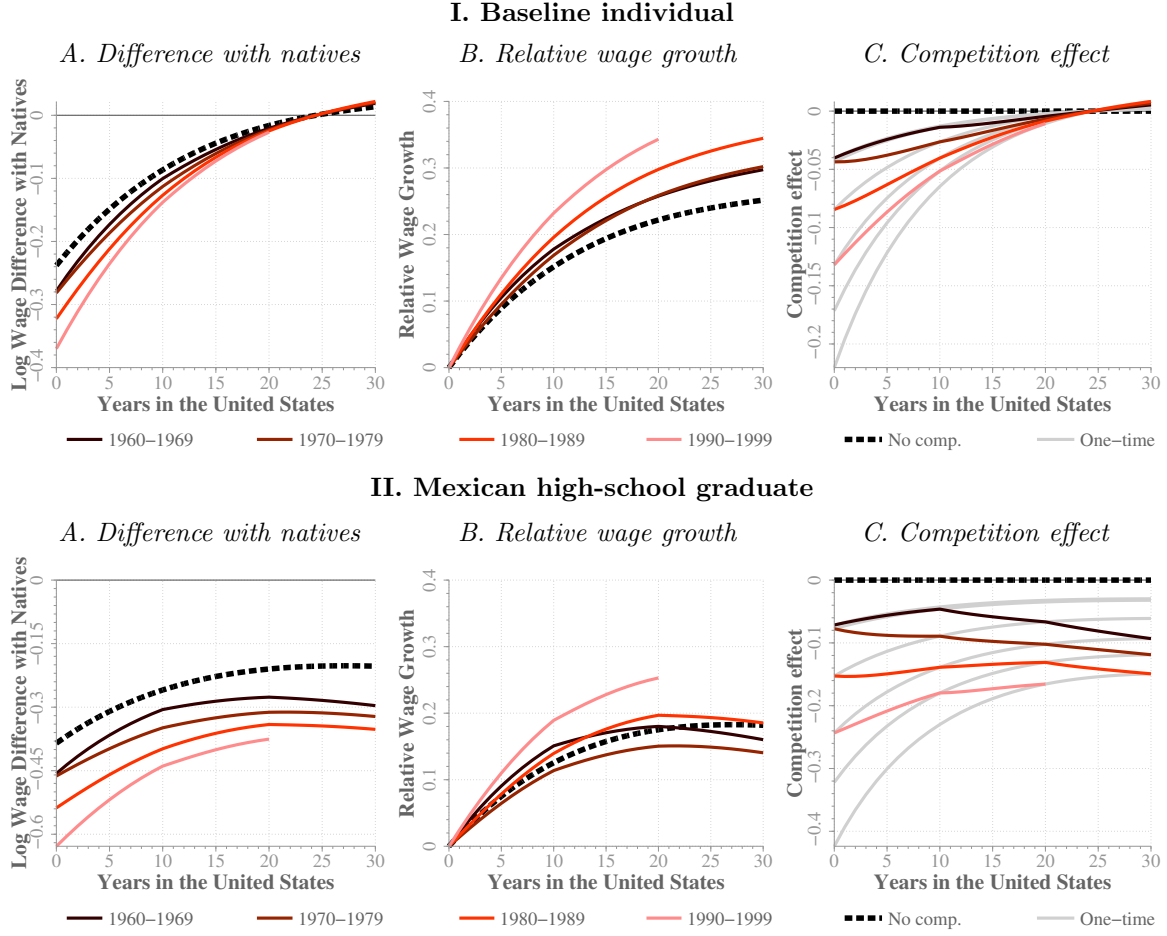 I. Baseline individual
A. Difference with natives
B. Relative wage growth
C. Competition effect
Log Wage Difference with Natives
0
−0.1
−0.2
−0.3
−0.4
0 5 10 15 20 25 30
Years in the United States
Relative Wage Growth
0.4
0.3
0.2
0.1
0
0 5 10 15 20 25 30
Years in the United States
Competition effect
0
−0.05
−0.1
−0.15
−0.2
0 5 10 15 20 25 30
Years in the United States
1960−1969 1970−1979 1980−1989 1990−1999 No comp. One−time
II. Mexican high-school graduate
A. Difference with natives
B. Relative wage growth
C. Competition effect
Log Wage Difference with Natives
0
−0.15
−0.3
−0.45
−0.6
0 5 10 15 20 25 30
Years in the United States
Relative Wage Growth
0.4
0.3
0.2
0.1
0
0 5 10 15 20 25 30
Years in the United States
Competition effect
0
−0.1
−0.2
−0.3
−0.4
0 5 10 15 20 25 30
Years in the United States
1960−1969 1970−1979 1980−1989 1990−1999 No comp. One−time